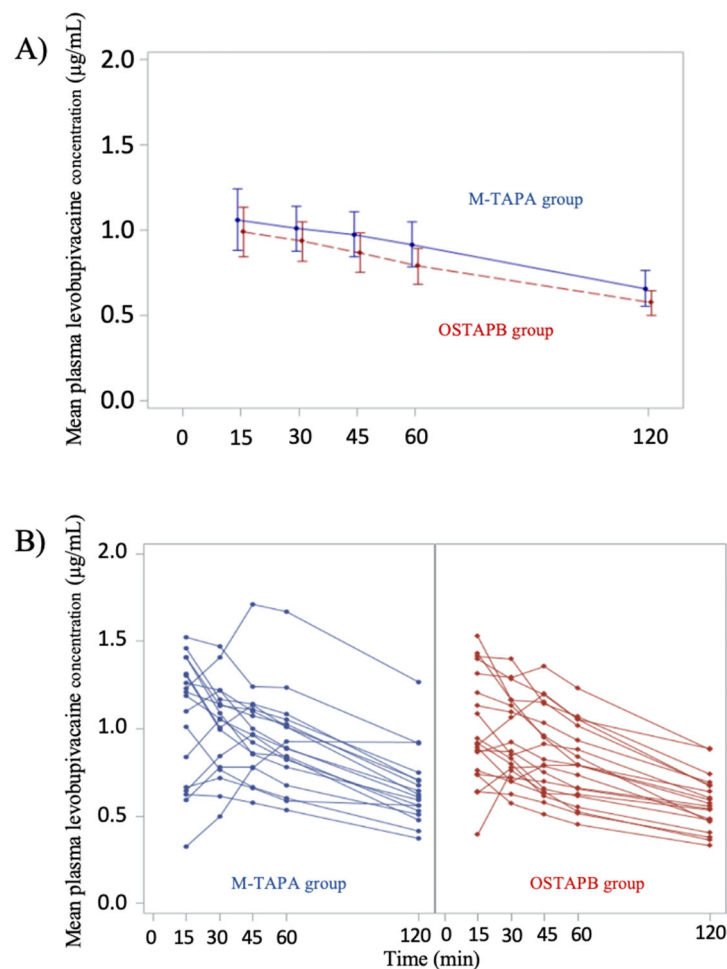 A)
Mean plasma levobupivacaine concentration (μg/mL)
2.0
1.5
1.0
0.5
0.0
M-TAPA group
OSTAPB group
0 15 30 45 60 120
B)
Mean plasma levobupivacaine concentration (μg/mL)
2.0
1.5
1.0
0.5
0.0
M-TAPA group
OSTAPB group
0 15 30 45 60 120 0 15 30 45 60 120
Time (min)